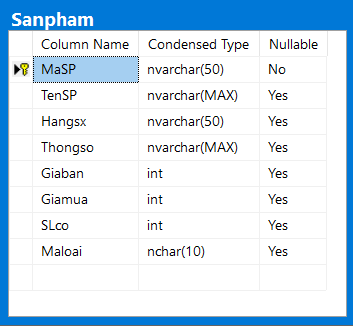 Sanpham
Column Name Condensed Type Nullable
MaSP nvarchar(50) No
TenSP nvarchar(MAX) Yes
Hangsx nvarchar(50) Yes
Thongso nvarchar(MAX) Yes
Giaban int Yes
Giamua int Yes
SLco int Yes
Maloai nchar(10) Yes